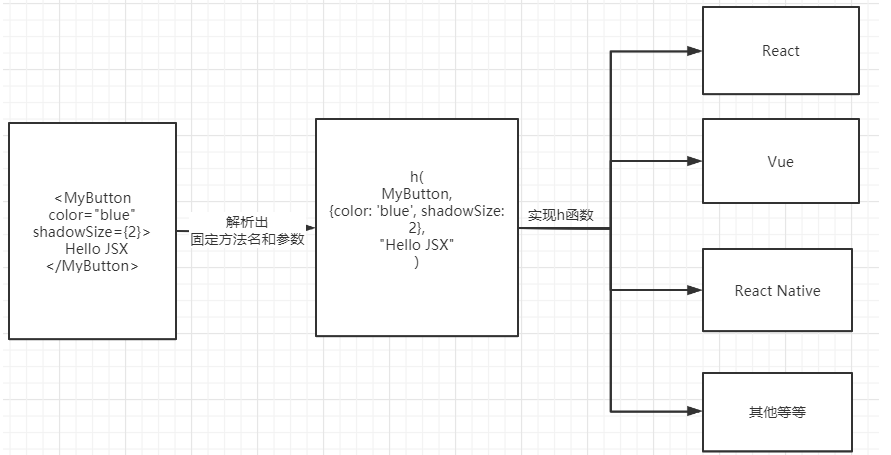 <MyButton
color="blue"
shadowSize={2}>
Hello JSX
</MyButton>
解析出
固定方法名和参数
h(
MyButton,
{color: 'blue', shadowSize:
2},
"Hello JSX"
)
实现h函数
React
Vue
React Native
其他等等